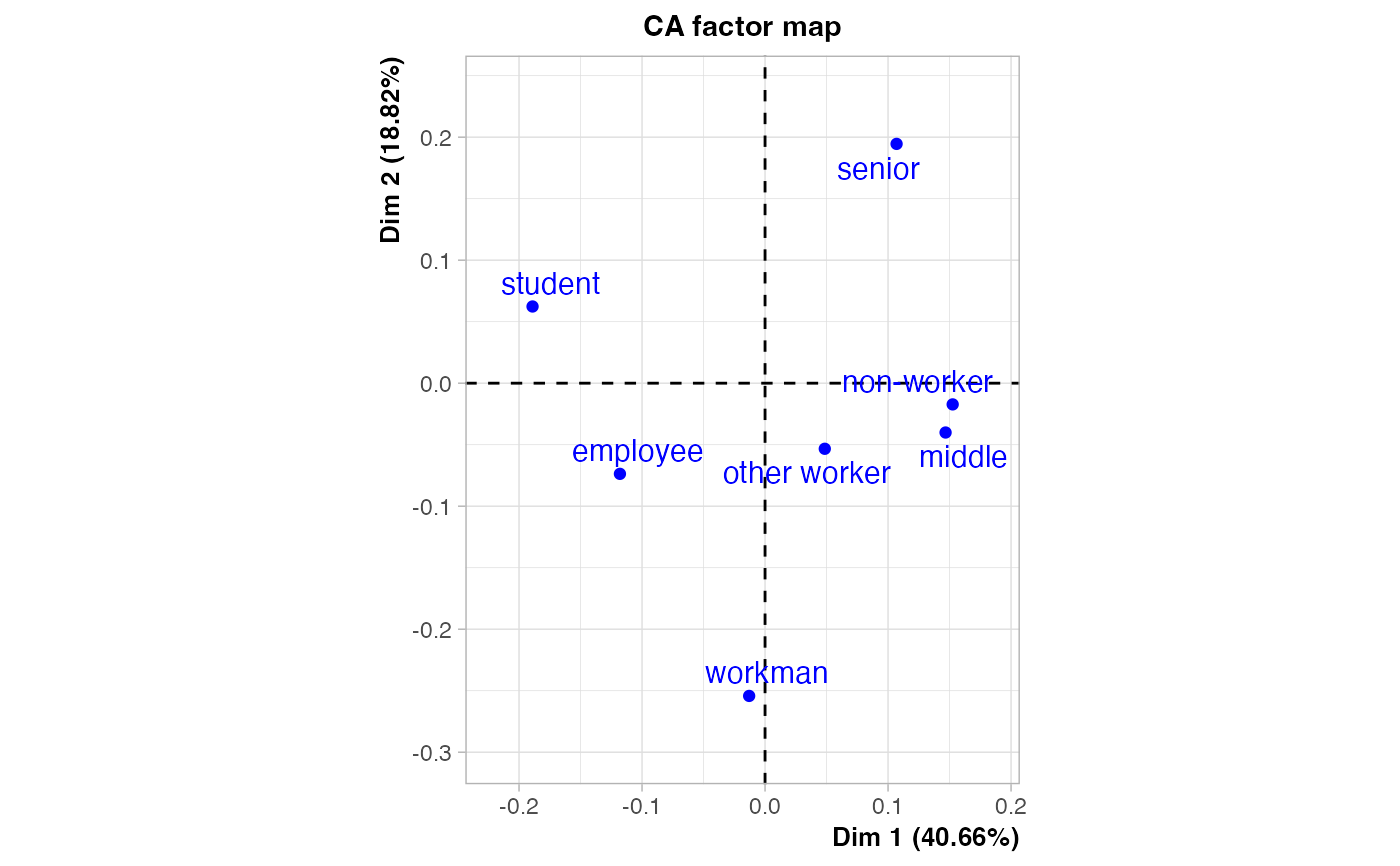 CA factor map
Dim 2 (18.82%)
0.2
senior
0.1
student
0.0
non-worker
employee
middle
other worker
-0.1
-0.2
workman
-0.3
-0.2 -0.1 0.0 0.1 0.2
Dim 1 (40.66%)